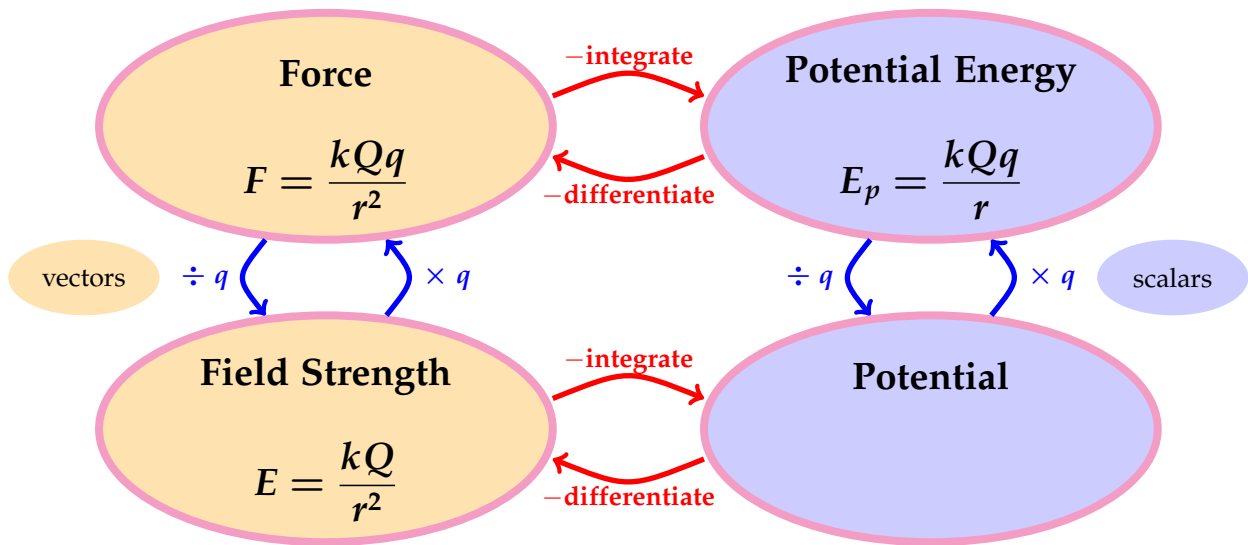 Force
F = kQq / r²
−integrate
−differentiate
Potential Energy
E_p = kQq / r
vectors
÷ q
× q
÷ q
× q
scalars
Field Strength
E = kQ / r²
−integrate
−differentiate
Potential